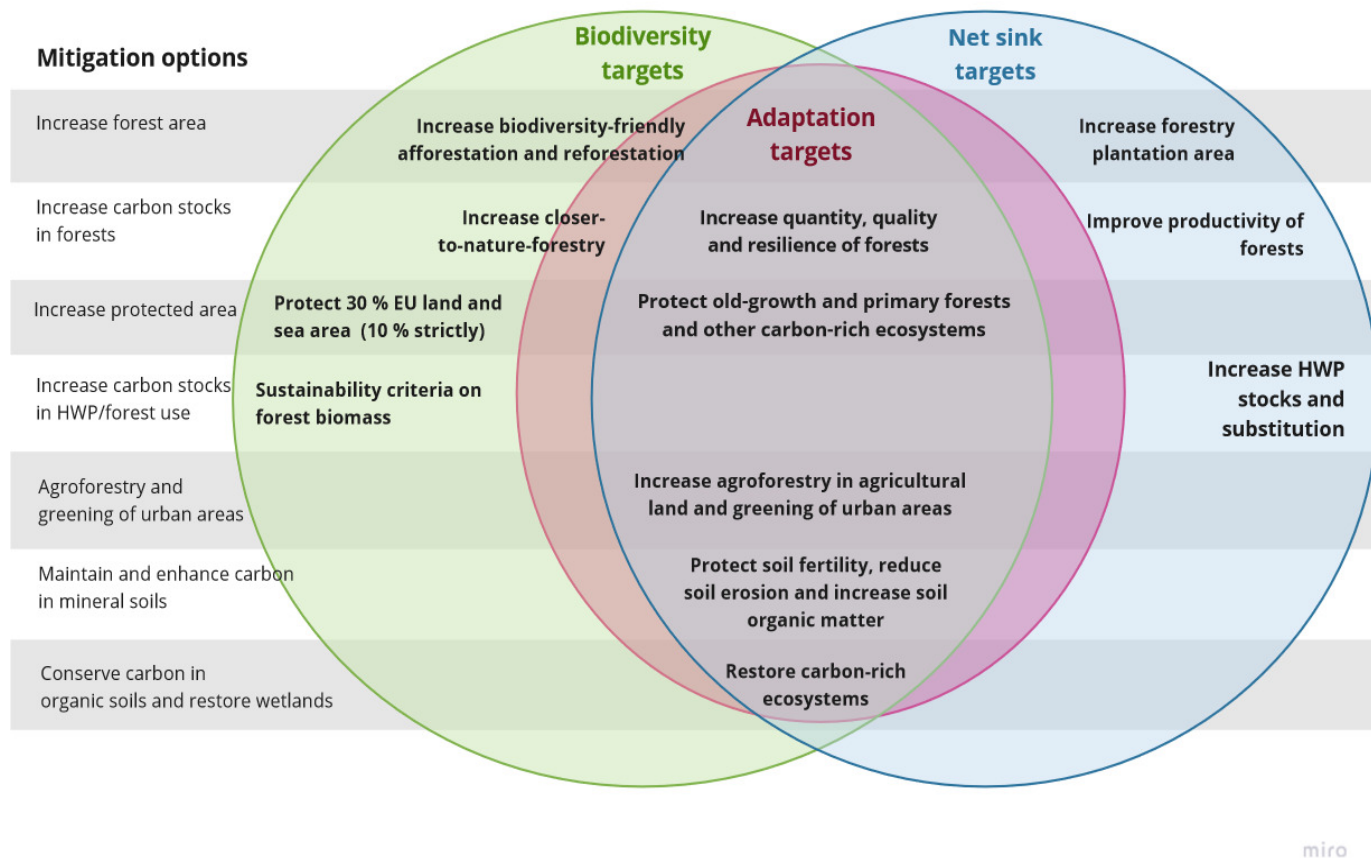 Mitigation options
Biodiversity
targets
Net sink
targets
Adaptation
targets
Increase forest area
Increase biodiversity-friendly
afforestation and reforestation
Increase forestry
plantation area
Increase carbon stocks
in forests
Increase closer-
to-nature-forestry
Increase quantity, quality
and resilience of forests
Improve productivity of
forests
Increase protected area
Protect 30 % EU land and
sea area (10 % strictly)
Protect old-growth and primary forests
and other carbon-rich ecosystems
Increase carbon stocks
in HWP/forest use
Sustainability criteria on
forest biomass
Increase HWP
stocks and
substitution
Agroforestry and
greening of urban areas
Increase agroforestry in agricultural
land and greening of urban areas
Maintain and enhance carbon
in mineral soils
Protect soil fertility, reduce
soil erosion and increase soil
organic matter
Conserve carbon in
organic soils and restore wetlands
Restore carbon-rich
ecosystems
miro